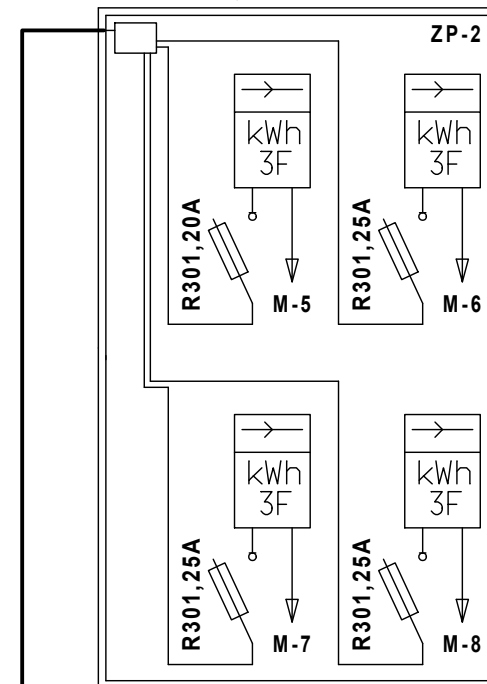 ZP-2
kWh
3F
R301,20A
M-5
kWh
3F
R301,25A
M-6
kWh
3F
R301,25A
M-7
kWh
3F
R301,25A
M-8